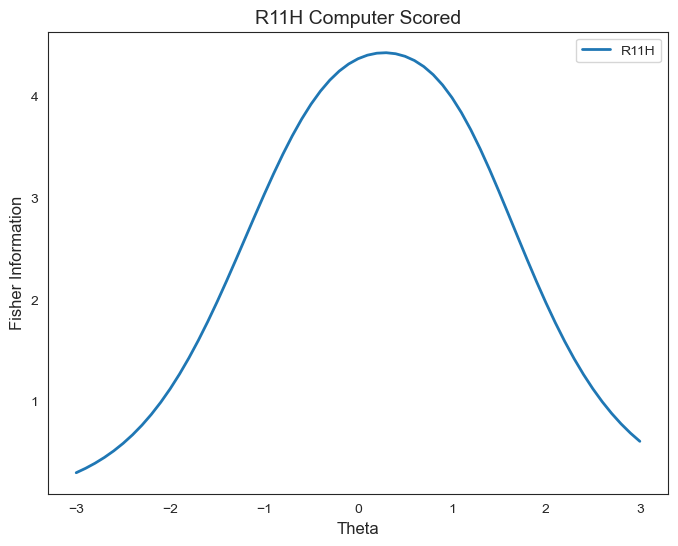 R11H Computer Scored
R11H
Fisher Information
4
3
2
1
−3 −2 −1 0 1 2 3
Theta